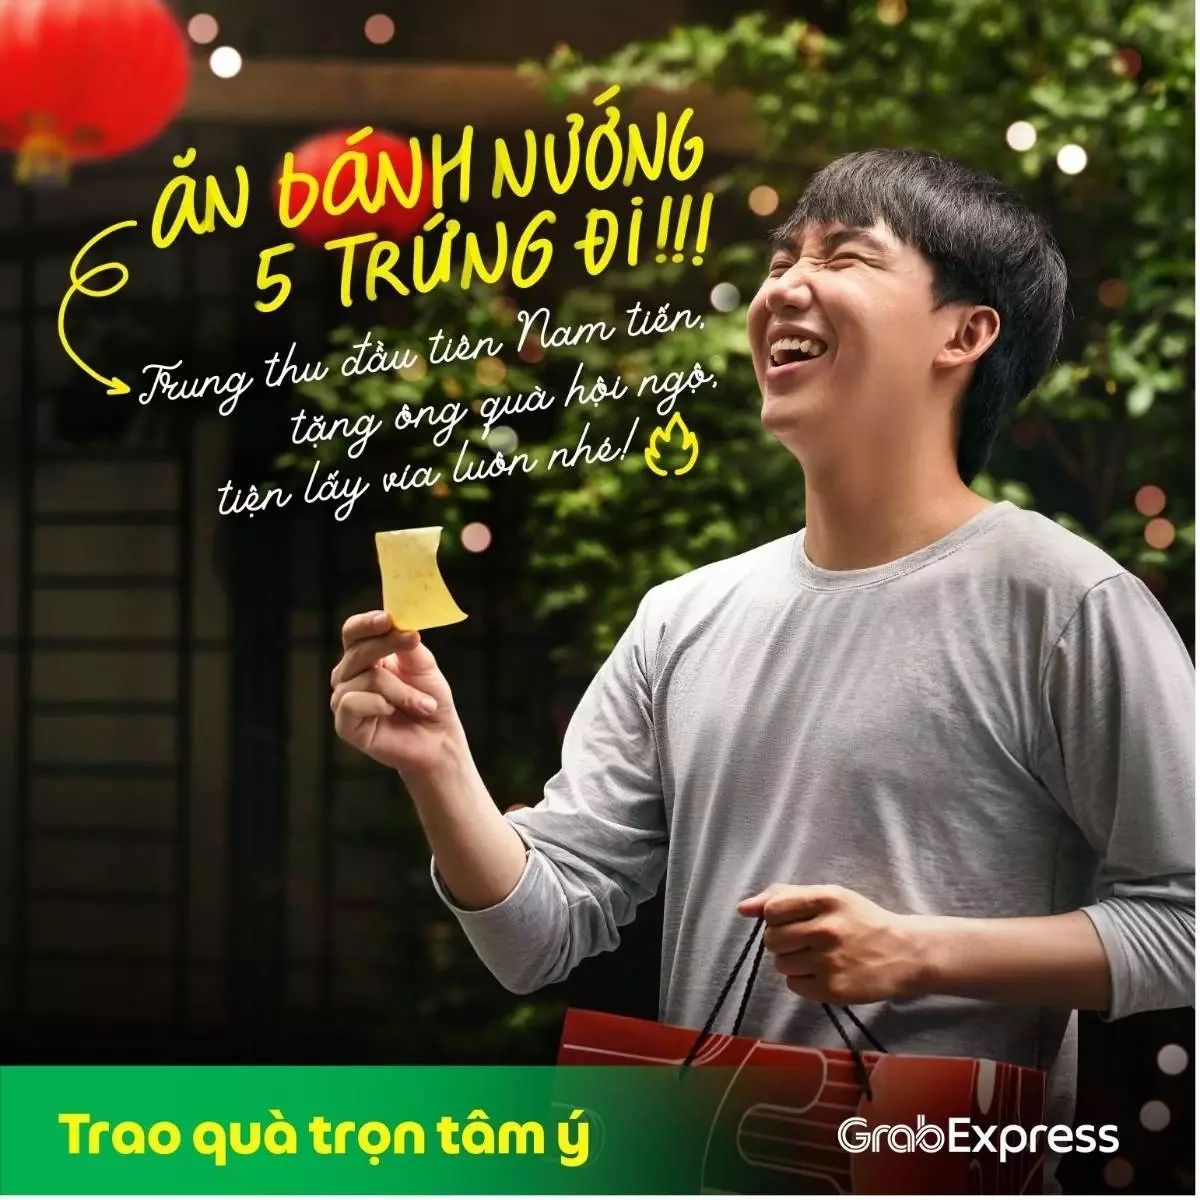 ĂN BÁNH NƯỚNG
5 TRỨNG ĐI!!!
Trung thu đầu tiên Nam tiến,
tặng ông quà hội ngộ,
tiện lấy vía luôn nhé!
Trao quà trọn tâm ý
GrabExpress